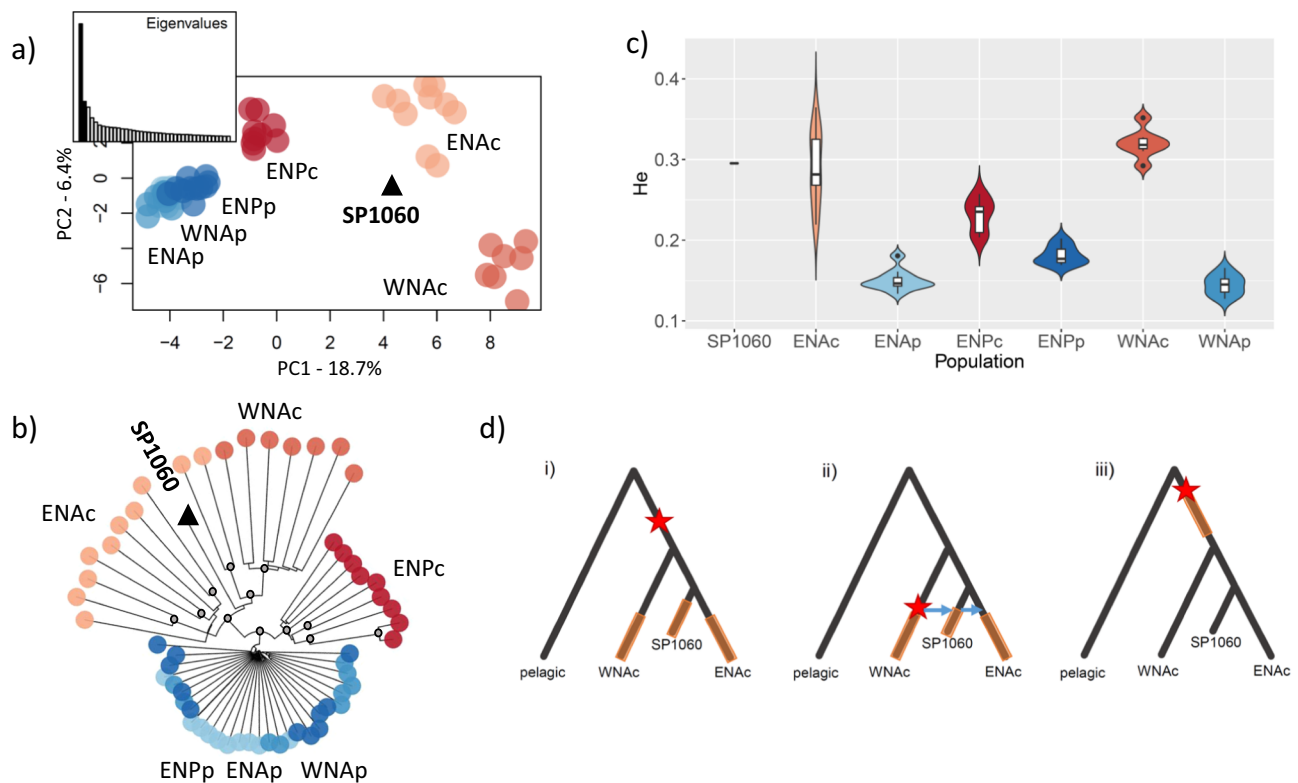 a)
Eigenvalues
ENAc
ENPc
SP1060
ENPp
WNAp
ENAp
WNAc
2
0
−2
−6
PC2 - 6.4%
−4 −2 0 2 4 6 8
PC1 - 18.7%
b)
WNAc
SP1060
ENAc
ENPc
ENPp ENAp WNAp
c)
0.4
0.3
0.2
0.1
He
SP1060 ENAc ENAp ENPc ENPp WNAc WNAp
Population
d)
i) ii) iii)
SP1060 SP1060 SP1060
pelagic WNAc ENAc pelagic WNAc ENAc pelagic WNAc ENAc